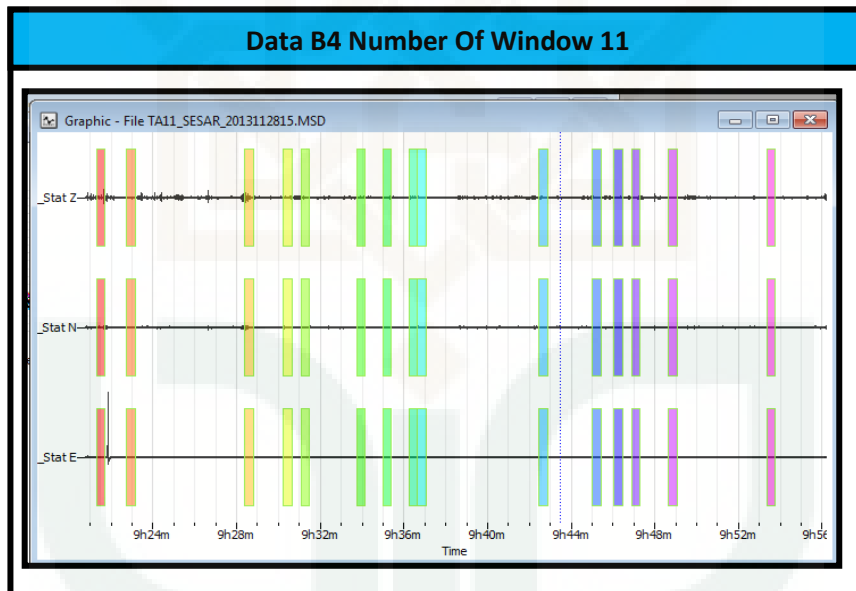 Data B4 Number Of Window 11
Graphic - File TA11_SESAR_2013112815.MSD
_Stat Z
_Stat N
_Stat E
9h24m 9h28m 9h32m 9h36m 9h40m 9h44m 9h48m 9h52m 9h56
Time